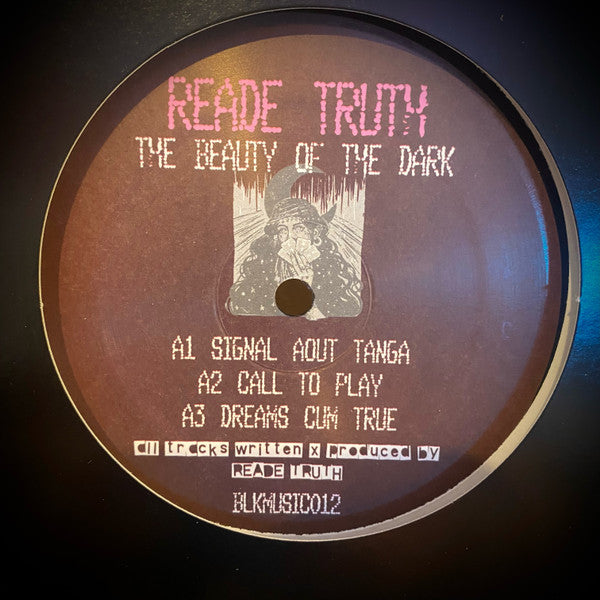 READE TRUTH
THE BEAUTY OF THE DARK
A1 SIGNAL AOUT TANGA
A2 CALL TO PLAY
A3 DREAMS CUM TRUE
all tracks written x produced by
READE TRUTH
BLKMUSIC012